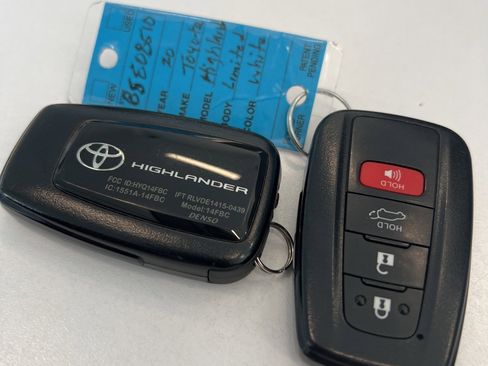 USED
NEW
BSE08510
YEAR 20
MAKE Toyota
MODEL Highlander
BODY Limited
COLOR White
PATENT PENDING
HIGHLANDER
FCC ID:HYQ14FBC IFT RLVDE1415-0439
IC:1551A-14FBC Model:14FBC
DENSO
HOLD
HOLD